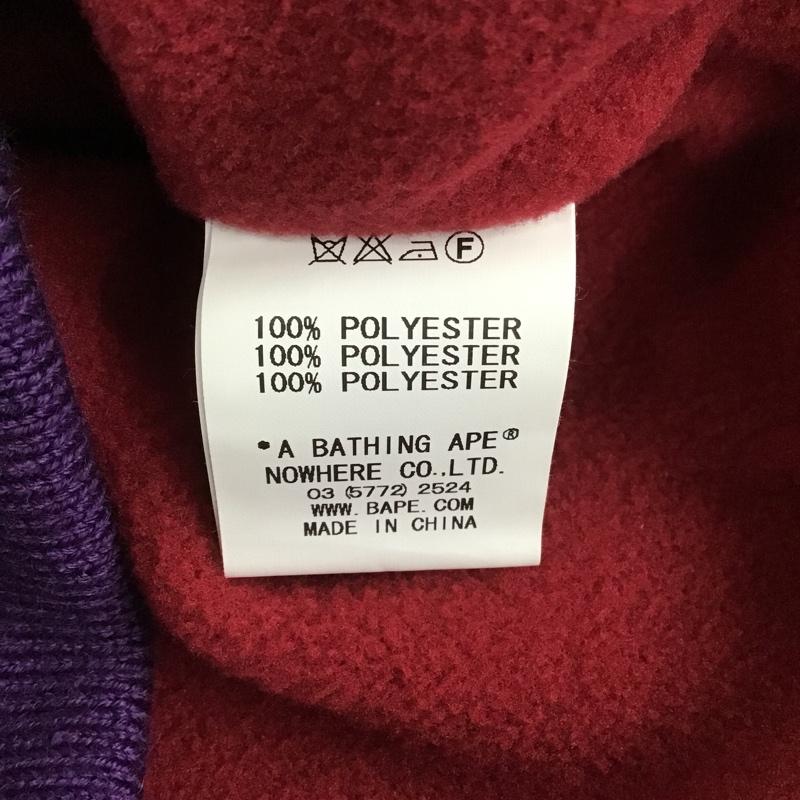 F
100% POLYESTER
100% POLYESTER
100% POLYESTER
*A BATHING APE®
NOWHERE CO.,LTD.
03 (5772) 2524
WWW. BAPE. COM
MADE IN CHINA